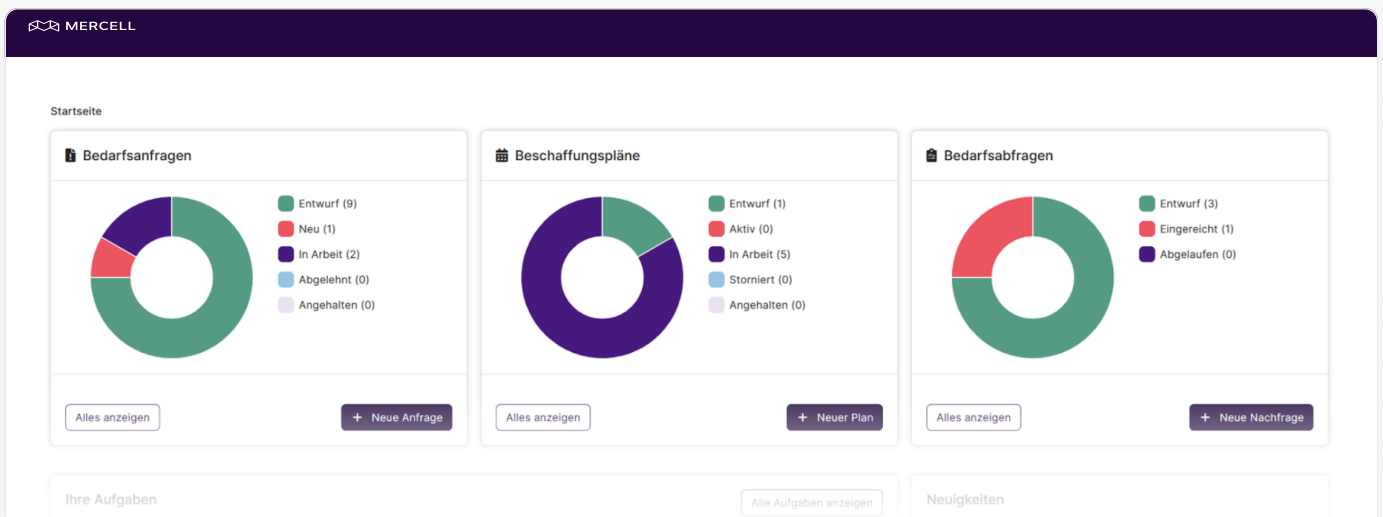 MERCELL
Startseite
Bedarfsanfragen
Entwurf (9)
Neu (1)
In Arbeit (2)
Abgelehnt (0)
Angehalten (0)
Alles anzeigen
+ Neue Anfrage
Beschaffungspläne
Entwurf (1)
Aktiv (0)
In Arbeit (5)
Storniert (0)
Angehalten (0)
Alles anzeigen
+ Neuer Plan
Bedarfsabfragen
Entwurf (3)
Eingereicht (1)
Abgelaufen (0)
Alles anzeigen
+ Neue Nachfrage
Ihre Aufgaben
Alle Aufgaben anzeigen
Neuigkeiten